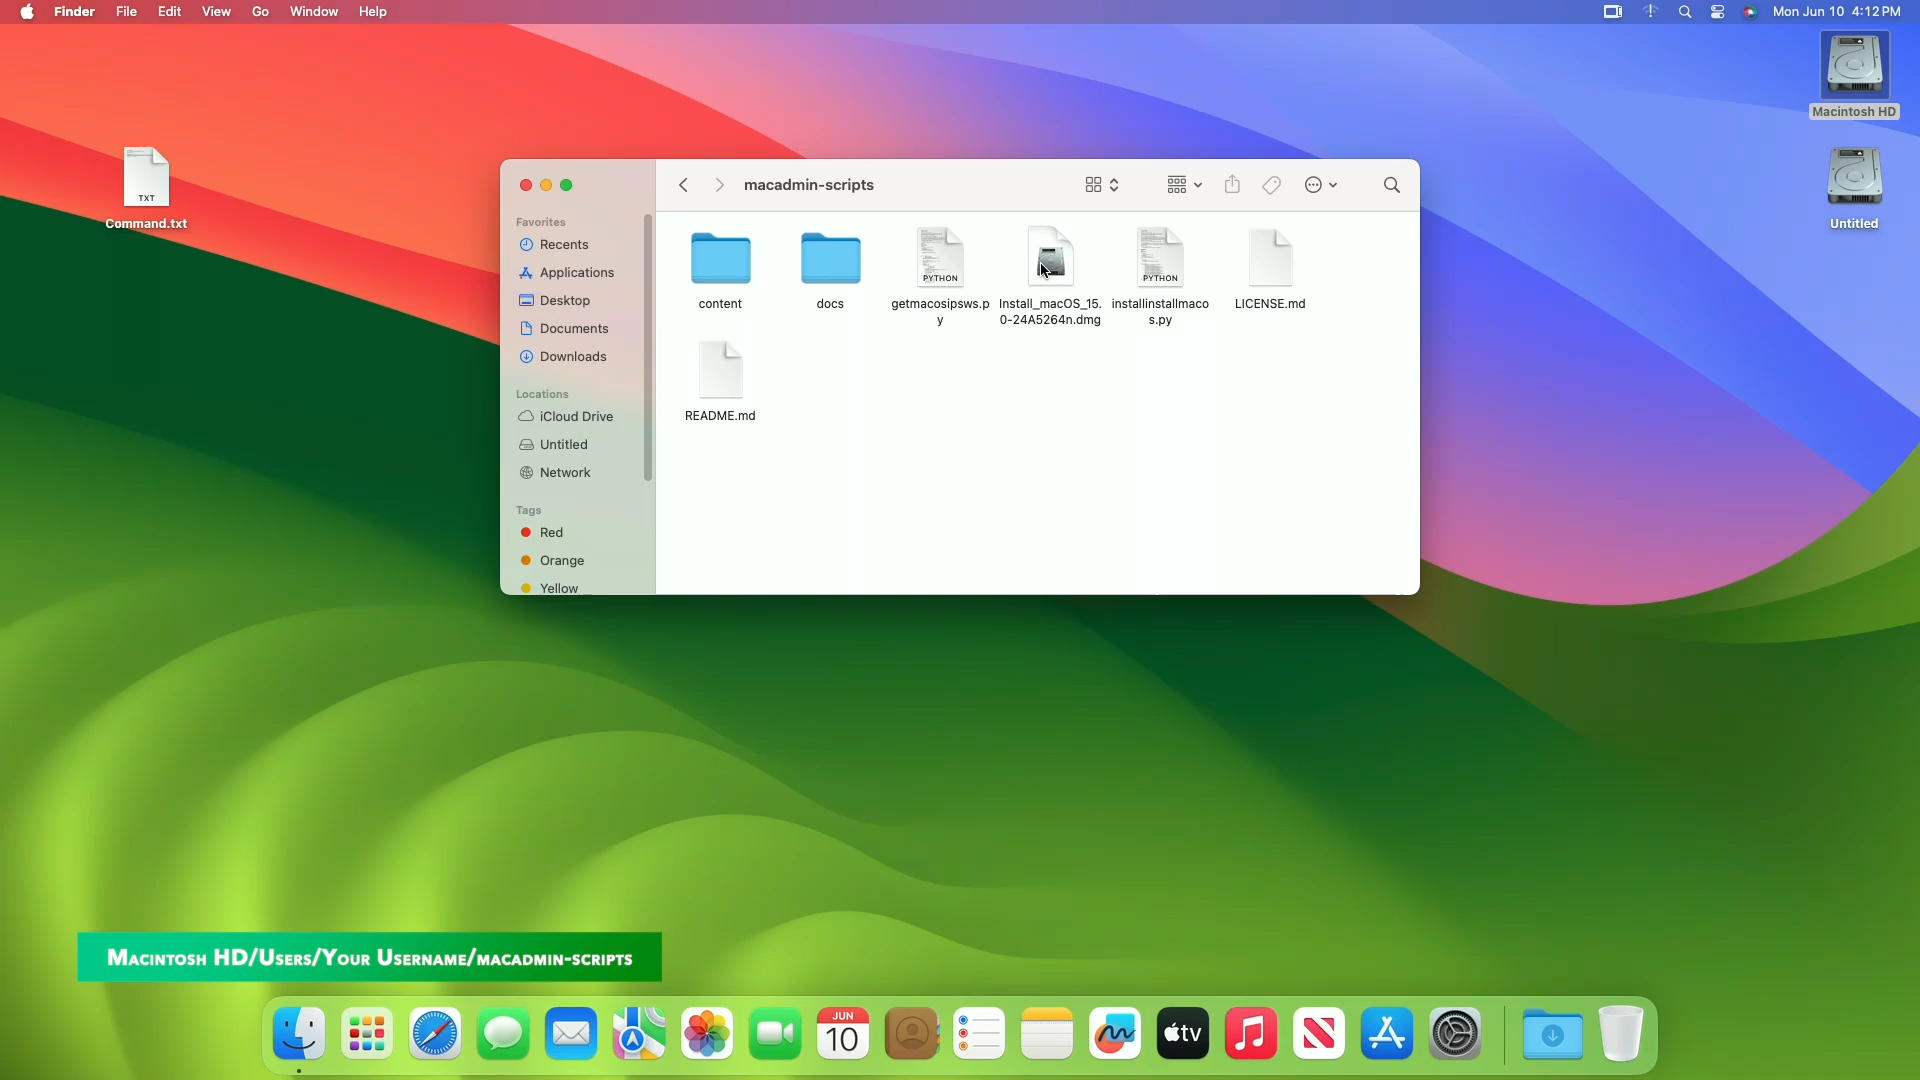 Finder File Edit View Go Window Help Mon Jun 10 4:12 PM
Macintosh HD
Untitled
TXT
Command.txt
macadmin-scripts
Favorites
Recents
Applications
Desktop
Documents
Downloads
Locations
iCloud Drive
Untitled
Network
Tags
Red
Orange
Yellow
content
docs
PYTHON
getmacosipsws.p
y
Install_macOS_15.
0-24A5264n.dmg
PYTHON
installinstallmaco
s.py
LICENSE.md
README.md
Macintosh HD/Users/Your Username/macadmin-scripts
JUN
10
tv